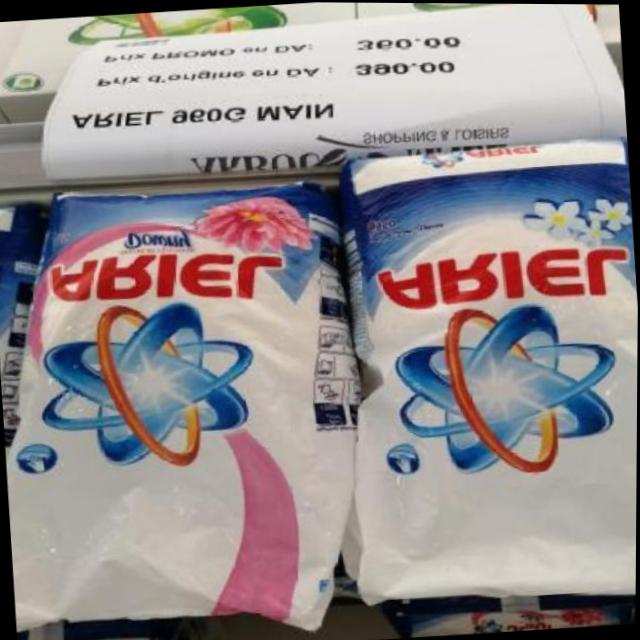 ARIEL
Downy
ARIEL
ARIEL
SHOPPING & LOISIRS
ARIEL 960G MAIN
Prix d'origine en DA : 390.00
Prix PROMO en DA: 360.00